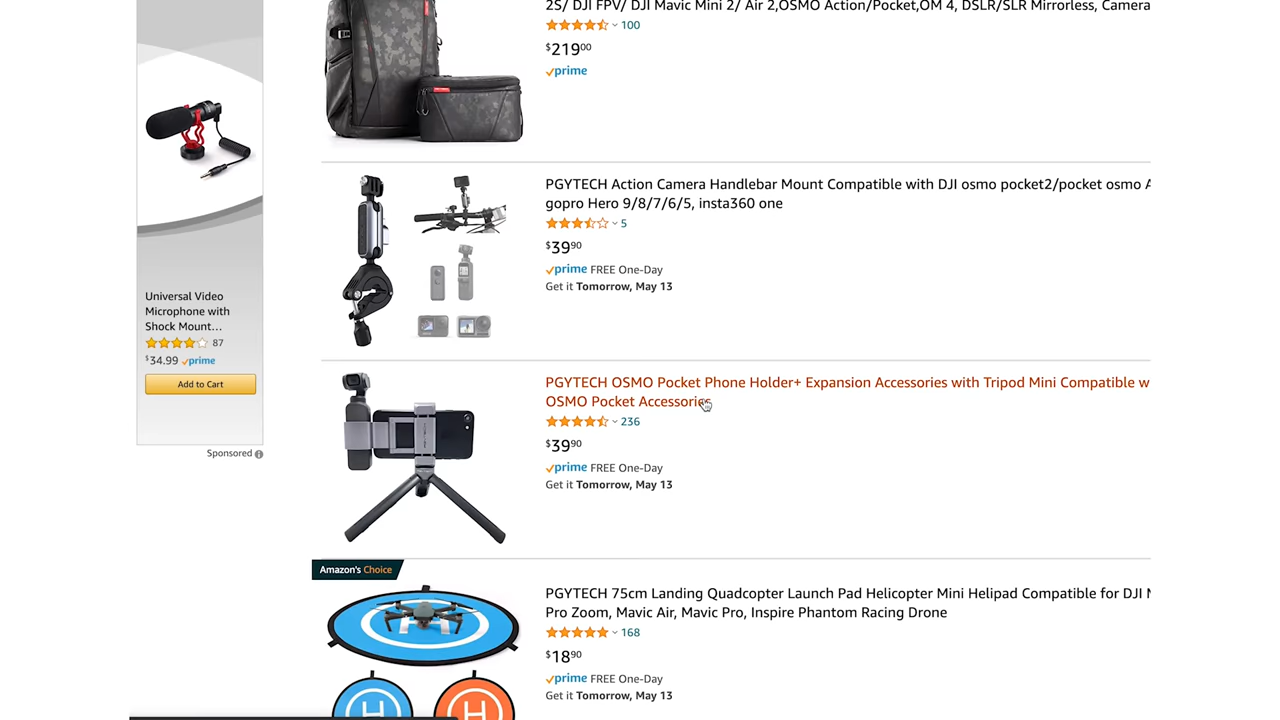 2S/ DJI FPV/ DJI Mavic Mini 2/ Air 2,OSMO Action/Pocket,OM 4, DSLR/SLR Mirrorless, Camera
100
$219.00
prime
PGYTECH Action Camera Handlebar Mount Compatible with DJI osmo pocket2/pocket osmo A
gopro Hero 9/8/7/6/5, insta360 one
5
$39.90
prime FREE One-Day
Get it Tomorrow, May 13
Universal Video
Microphone with
Shock Mount...
87
$34.99 prime
Add to Cart
Sponsored
PGYTECH OSMO Pocket Phone Holder+ Expansion Accessories with Tripod Mini Compatible w
OSMO Pocket Accessories
236
$39.90
prime FREE One-Day
Get it Tomorrow, May 13
Amazon's Choice
PGYTECH 75cm Landing Quadcopter Launch Pad Helicopter Mini Helipad Compatible for DJI M
Pro Zoom, Mavic Air, Mavic Pro, Inspire Phantom Racing Drone
168
$18.90
prime FREE One-Day
Get it Tomorrow, May 13
H H